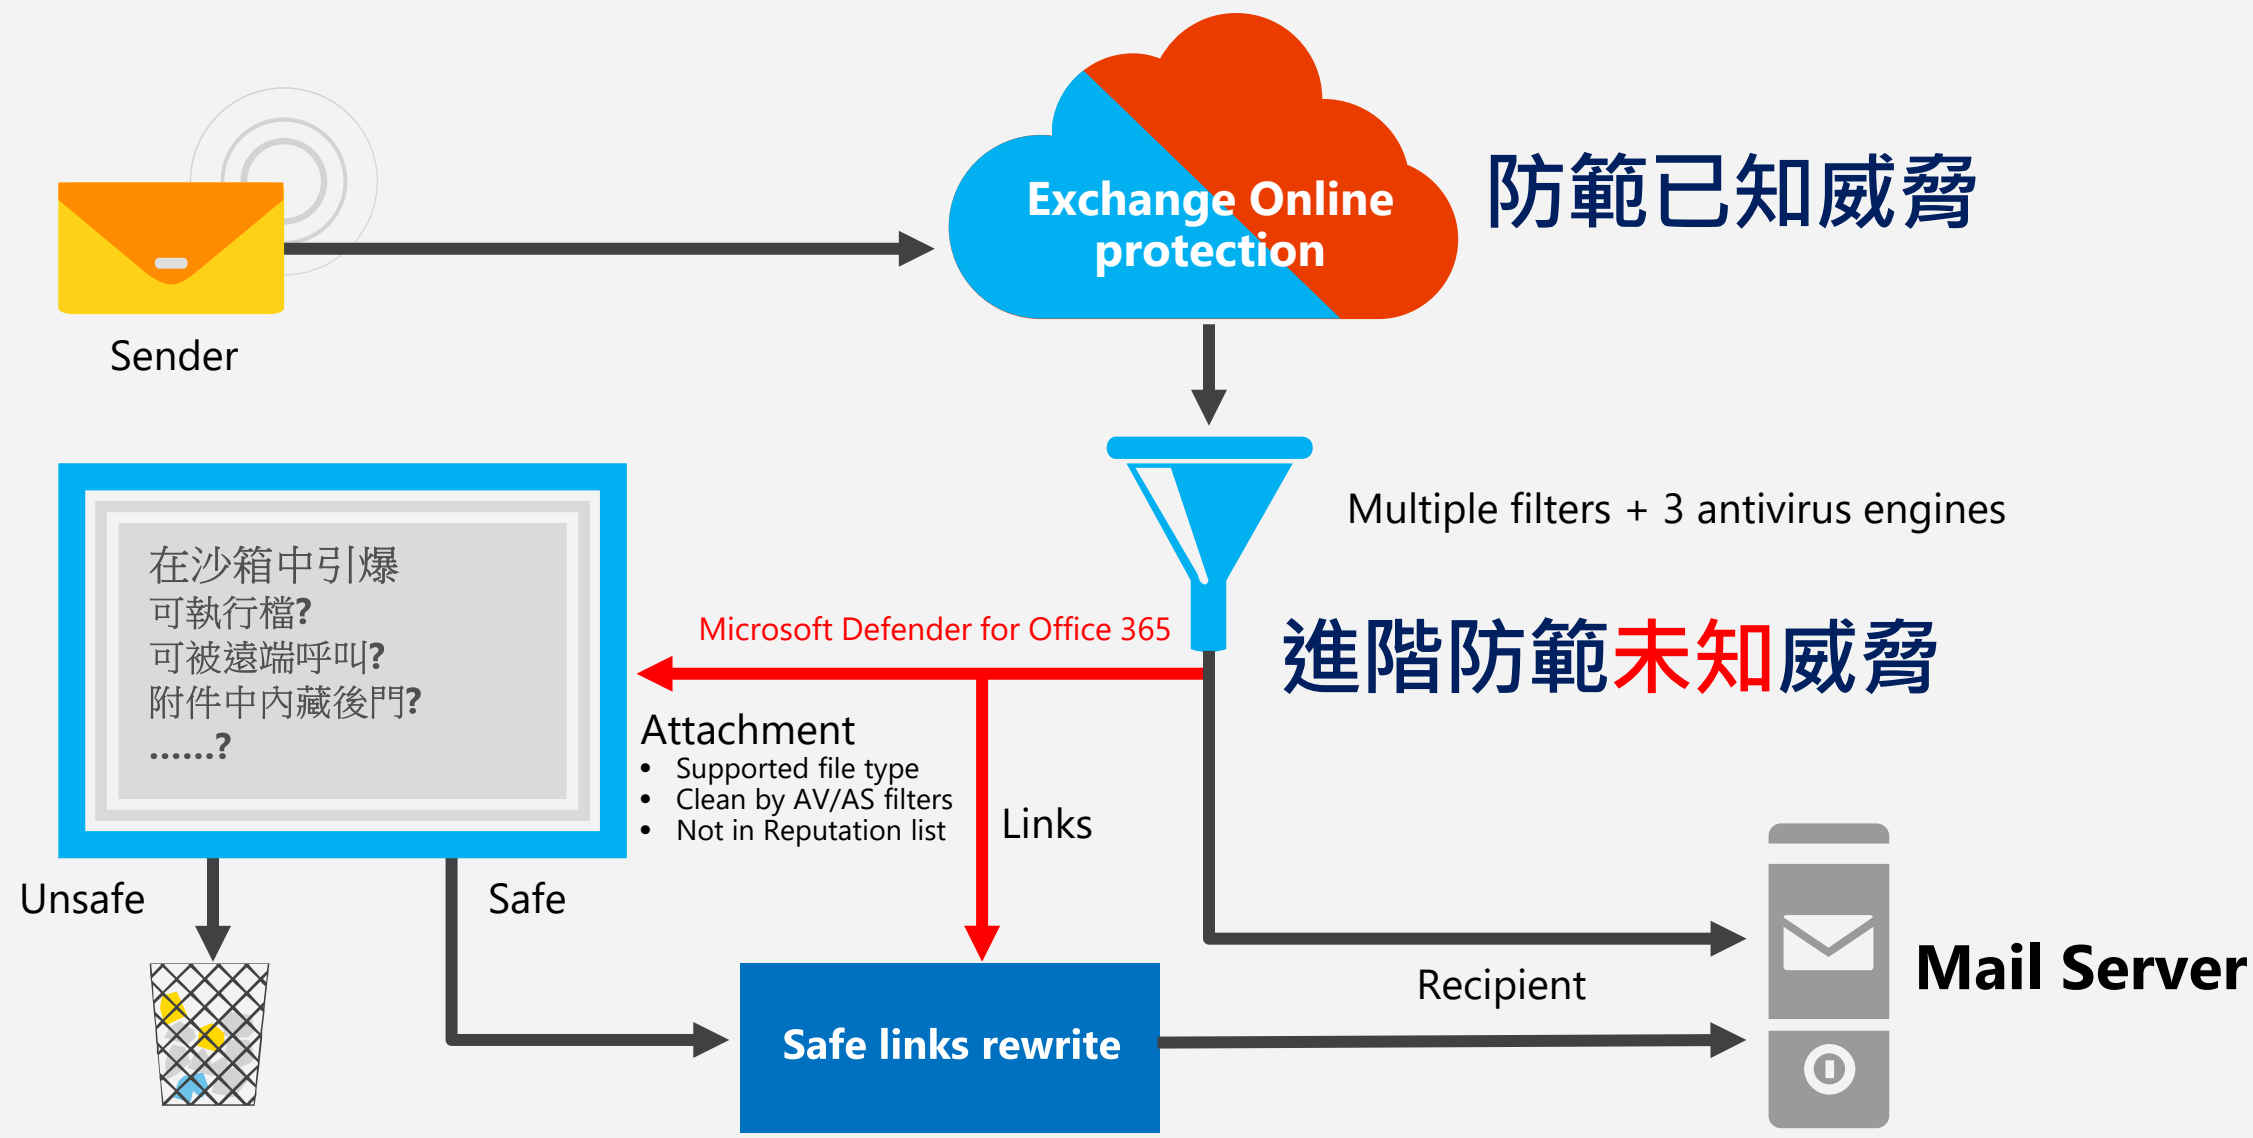 Exchange Online
protection
防範已知威脅
Sender
Multiple filters + 3 antivirus engines
在沙箱中引爆
可執行檔?
可被遠端呼叫?
附件中內藏後門?
......?
Microsoft Defender for Office 365
進階防範未知威脅
Attachment
• Supported file type
• Clean by AV/AS filters
• Not in Reputation list
Links
Unsafe
Safe
Safe links rewrite
Recipient
Mail Server